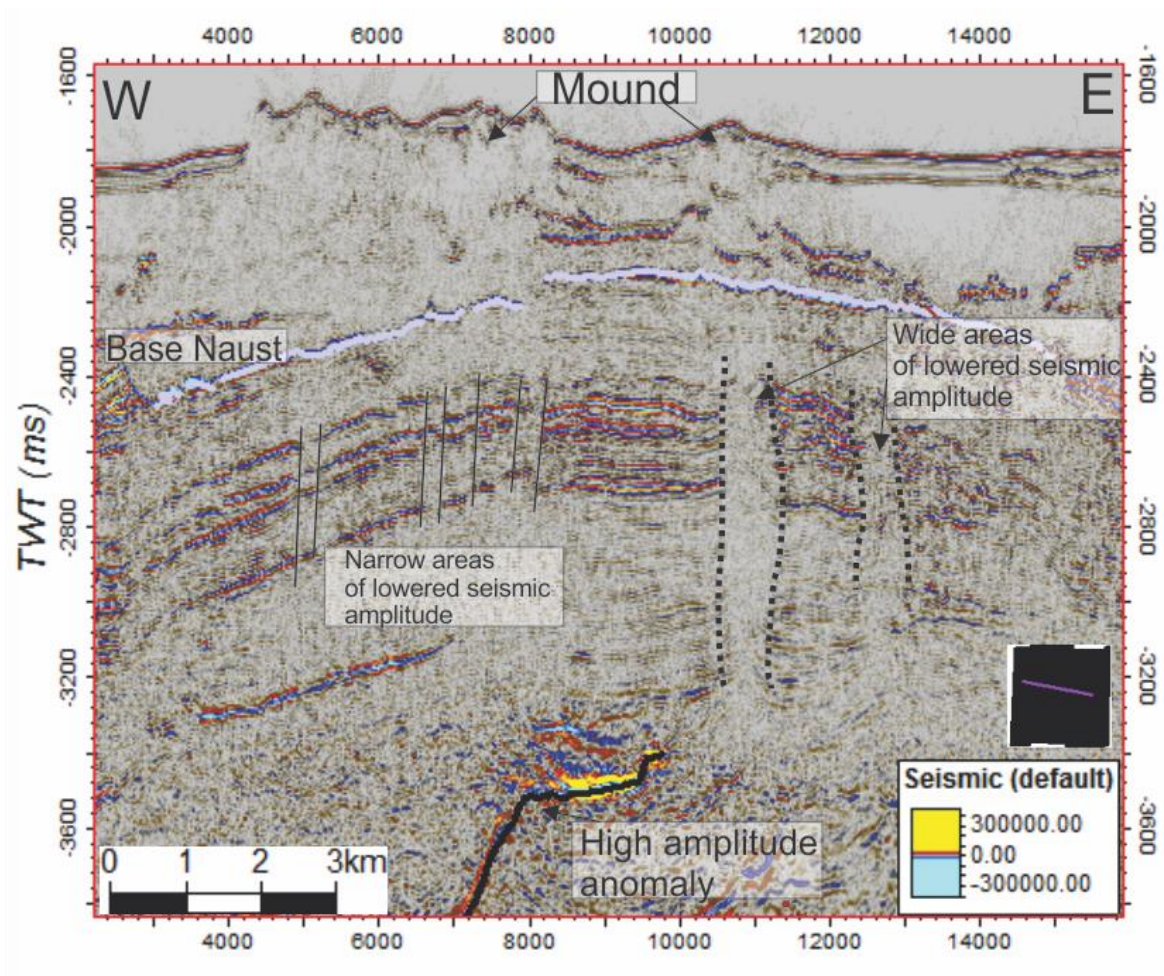 4000 6000 8000 10000 12000 14000
-1600 -1600
W Mound E
-2000 -2000
Base Naust
Wide areas
of lowered seismic
amplitude
-2400 -2400
TWT (ms)
-2800 -2800
Narrow areas
of lowered seismic
amplitude
-3200 -3200
Seismic (default)
300000.00
0.00
-300000.00
-3600 -3600
High amplitude
anomaly
0 1 2 3km
4000 6000 8000 10000 12000 14000